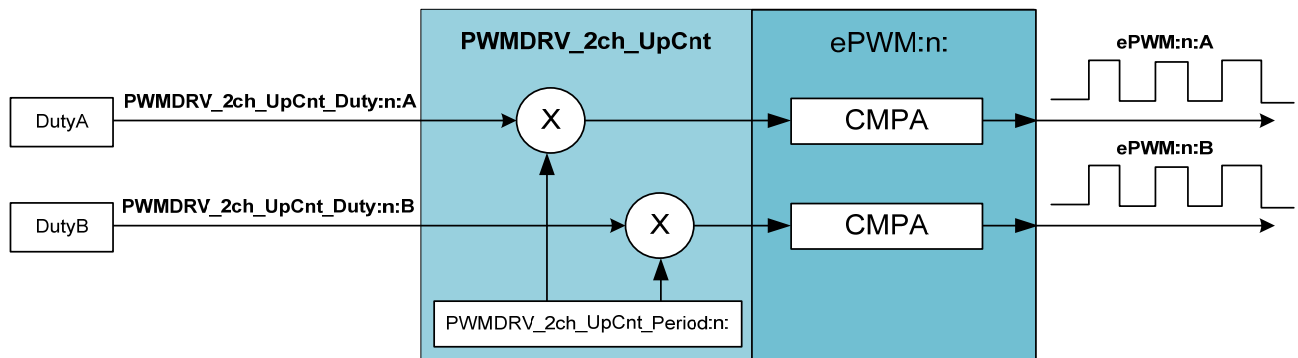 PWMDRV_2ch_UpCnt
ePWM:n:
ePWM:n:A
DutyA
PWMDRV_2ch_UpCnt_Duty:n:A
X
CMPA
ePWM:n:B
DutyB
PWMDRV_2ch_UpCnt_Duty:n:B
X
CMPA
PWMDRV_2ch_UpCnt_Period:n: